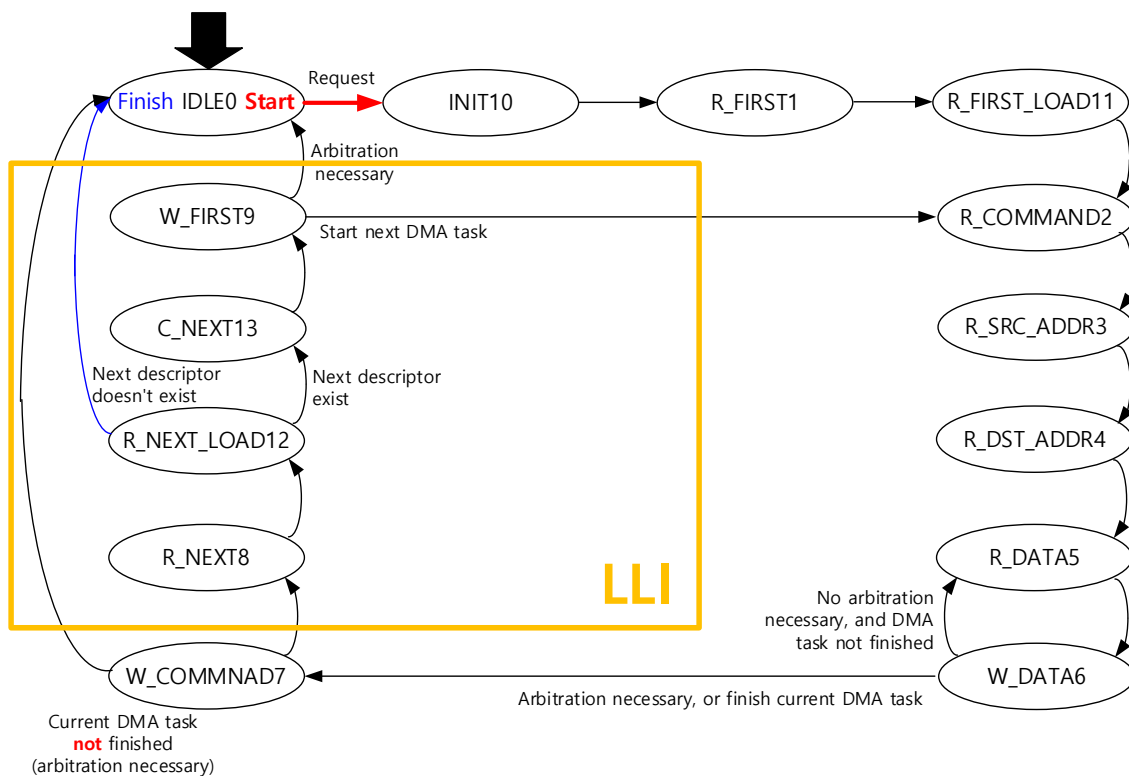 Request
Finish IDLE0 Start
INIT10
R_FIRST1
R_FIRST_LOAD11
Arbitration
necessary
W_FIRST9
Start next DMA task
R_COMMAND2
C_NEXT13
R_SRC_ADDR3
Next descriptor
doesn't exist
Next descriptor
exist
R_NEXT_LOAD12
R_DST_ADDR4
R_NEXT8
LLI
R_DATA5
No arbitration
necessary, and DMA
task not finished
W_COMMNAD7
W_DATA6
Arbitration necessary, or finish current DMA task
Current DMA task
not finished
(arbitration necessary)